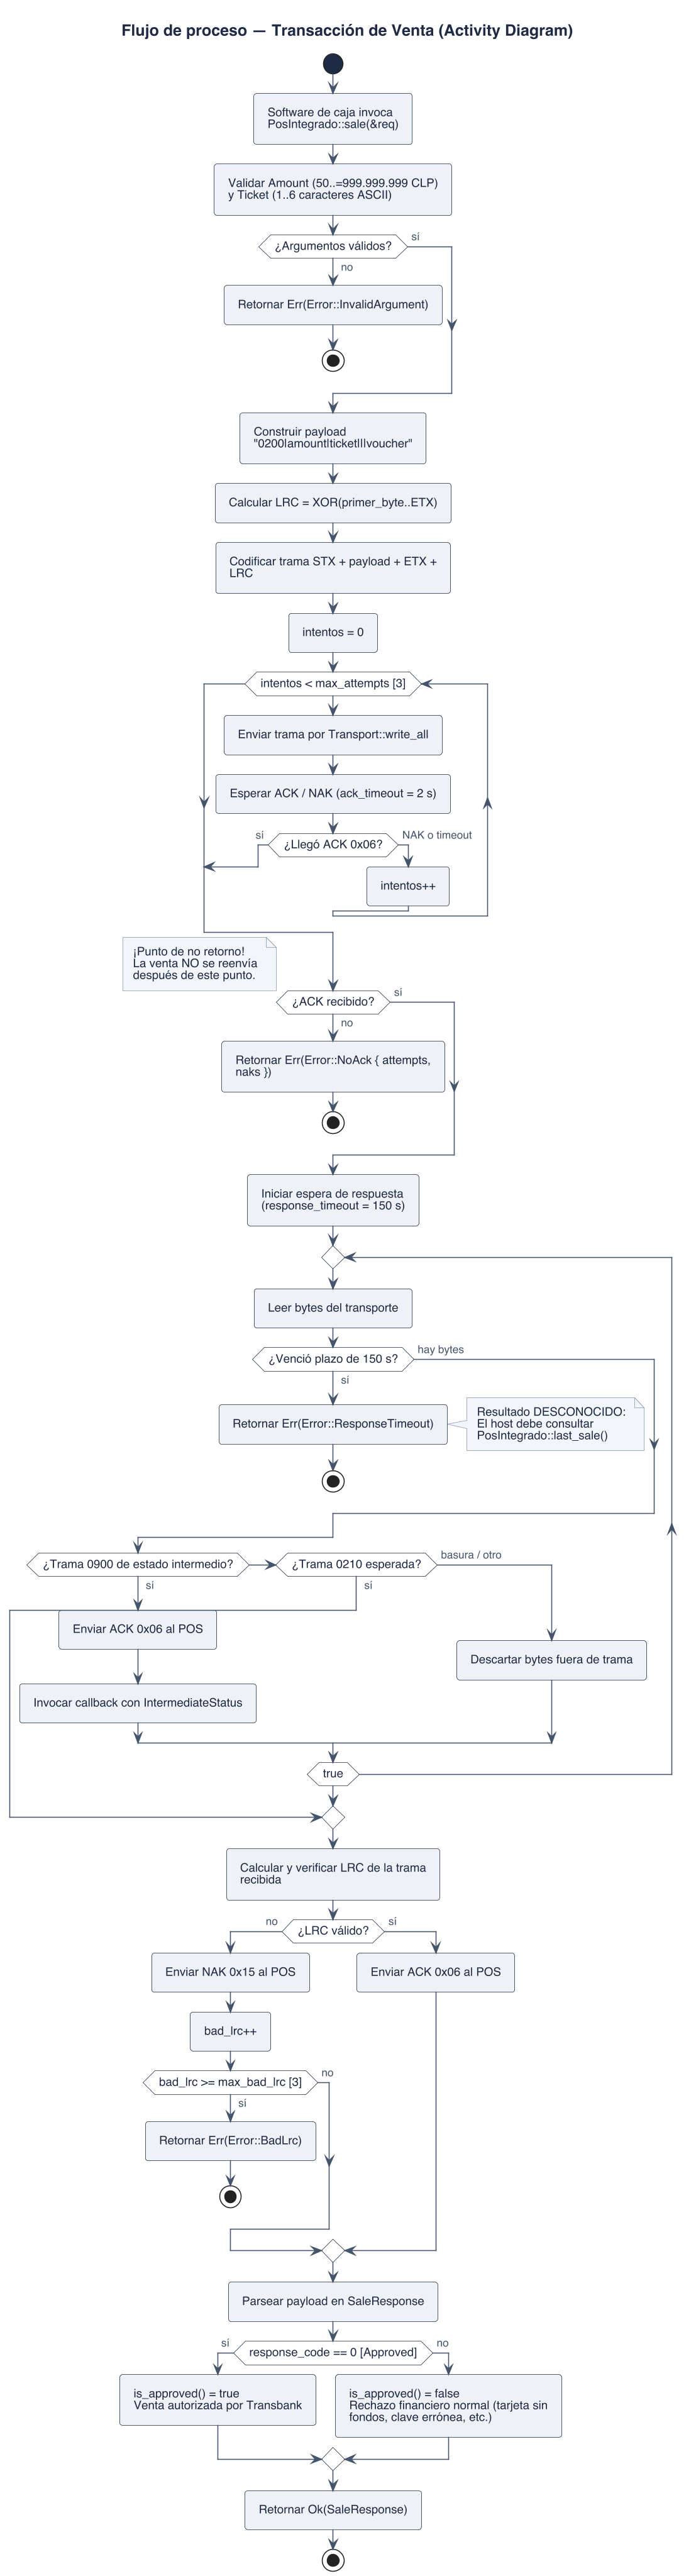 Flujo de proceso — Transacción de Venta (Activity Diagram)
Software de caja invoca
PosIntegrado::sale(&req)
Validar Amount (50..=999.999.999 CLP)
y Ticket (1..6 caracteres ASCII)
¿Argumentos válidos?
sí
no
Retornar Err(Error::InvalidArgument)
Construir payload
"0200|amount|ticket|||voucher"
Calcular LRC = XOR(primer_byte..ETX)
Codificar trama STX + payload + ETX +
LRC
intentos = 0
intentos < max_attempts [3]
Enviar trama por Transport::write_all
Esperar ACK / NAK (ack_timeout = 2 s)
sí
¿Llegó ACK 0x06?
NAK o timeout
intentos++
¡Punto de no retorno!
La venta NO se reenvía
después de este punto.
¿ACK recibido?
sí
no
Retornar Err(Error::NoAck { attempts,
naks })
Iniciar espera de respuesta
(response_timeout = 150 s)
Leer bytes del transporte
¿Venció plazo de 150 s?
hay bytes
sí
Retornar Err(Error::ResponseTimeout)
Resultado DESCONOCIDO:
El host debe consultar
PosIntegrado::last_sale()
¿Trama 0900 de estado intermedio?
sí
¿Trama 0210 esperada?
sí
basura / otro
Enviar ACK 0x06 al POS
Invocar callback con IntermediateStatus
Descartar bytes fuera de trama
true
Calcular y verificar LRC de la trama
recibida
no
¿LRC válido?
sí
Enviar NAK 0x15 al POS
Enviar ACK 0x06 al POS
bad_lrc++
bad_lrc >= max_bad_lrc [3]
no
sí
Retornar Err(Error::BadLrc)
Parsear payload en SaleResponse
sí
response_code == 0 [Approved]
no
is_approved() = true
Venta autorizada por Transbank
is_approved() = false
Rechazo financiero normal (tarjeta sin
fondos, clave errónea, etc.)
Retornar Ok(SaleResponse)